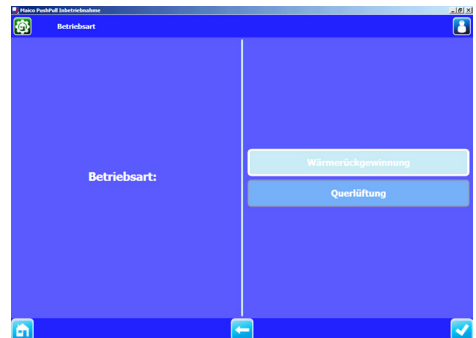 Maico PushPull Inbetriebnahme
Betriebsart
Betriebsart:
Wärmerückgewinnung
Querlüftung